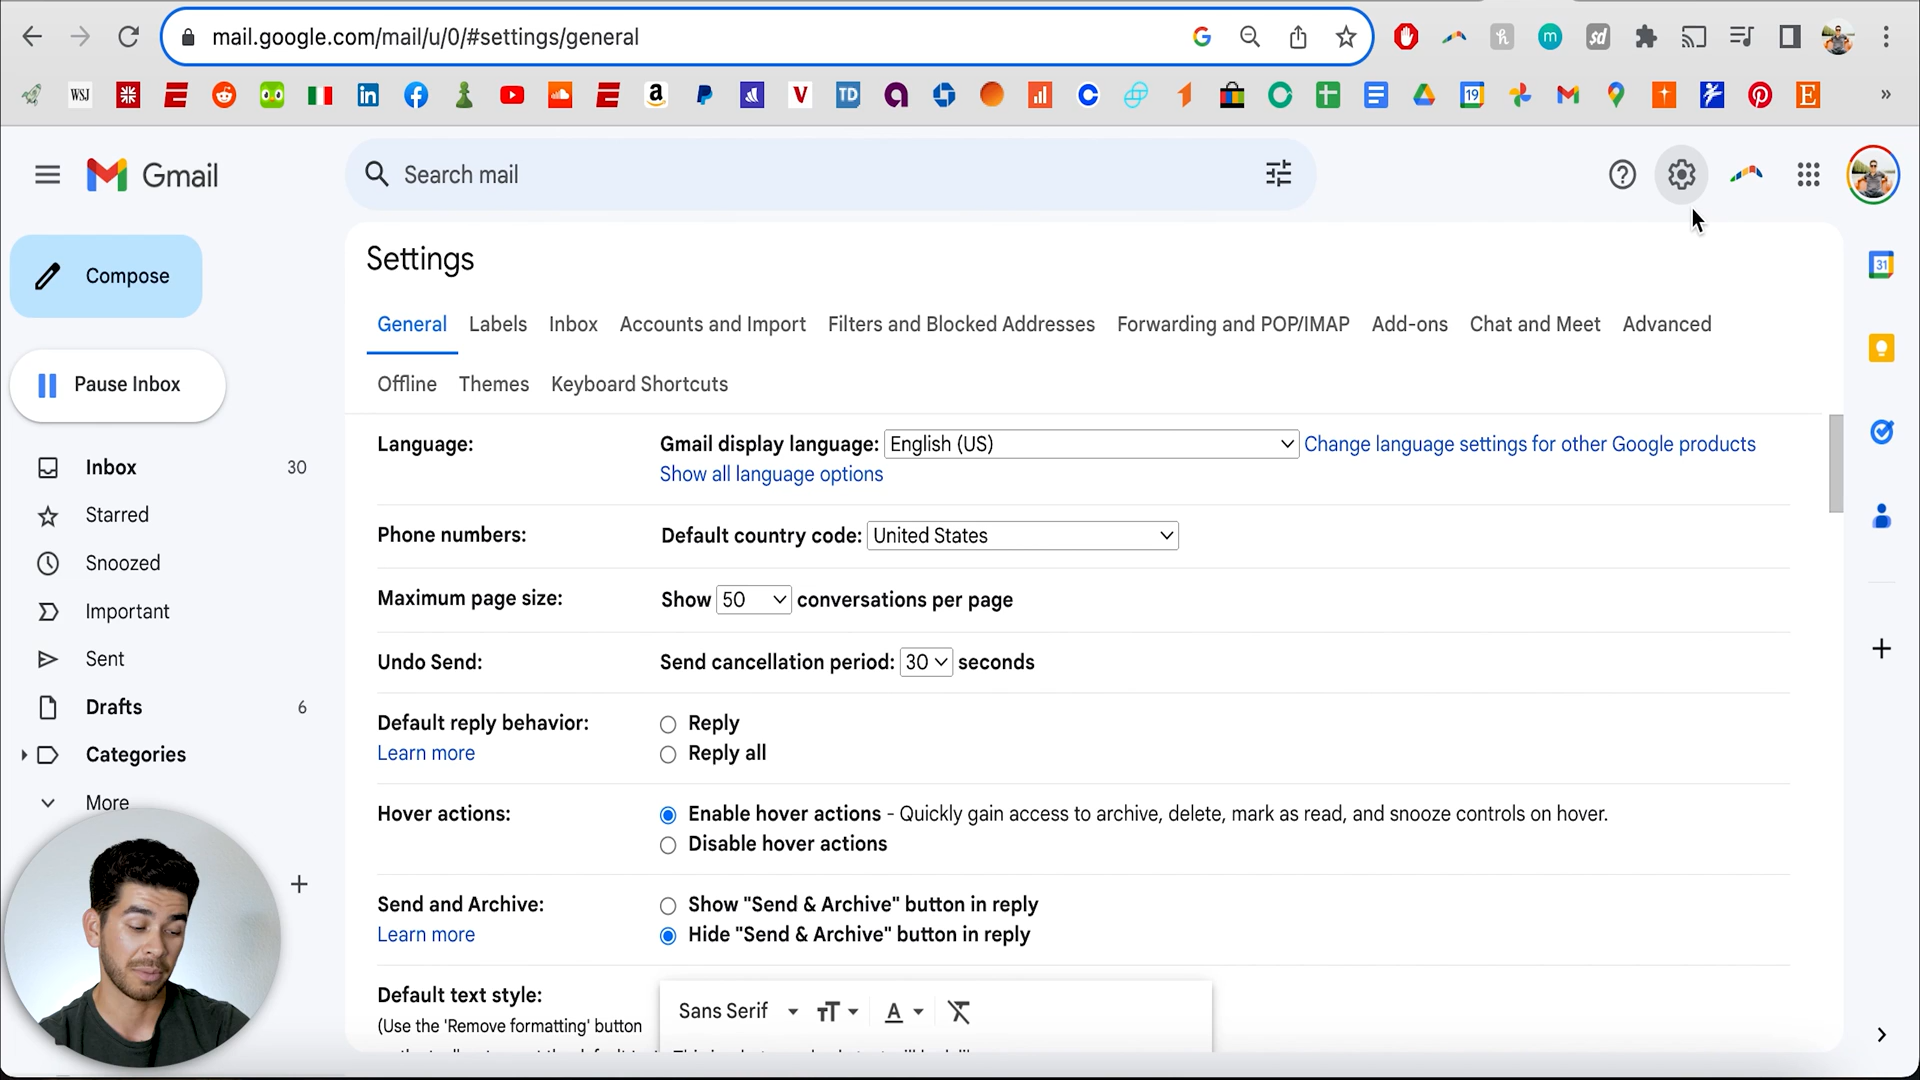 mail.google.com/mail/u/0/#settings/general
WSJ
TD
19
Gmail
Search mail
Compose
Pause Inbox
Inbox 30
Starred
Snoozed
Important
Sent
Drafts 6
Categories
More
Settings
General Labels Inbox Accounts and Import Filters and Blocked Addresses Forwarding and POP/IMAP Add-ons Chat and Meet Advanced
Offline Themes Keyboard Shortcuts
Language: Gmail display language: English (US) Change language settings for other Google products
Show all language options
Phone numbers: Default country code: United States
Maximum page size: Show 50 conversations per page
Undo Send: Send cancellation period: 30 seconds
Default reply behavior: Reply
Learn more Reply all
Hover actions: Enable hover actions - Quickly gain access to archive, delete, mark as read, and snooze controls on hover.
Disable hover actions
Send and Archive: Show "Send & Archive" button in reply
Learn more Hide "Send & Archive" button in reply
Default text style: Sans Serif
(Use the 'Remove formatting' button
31